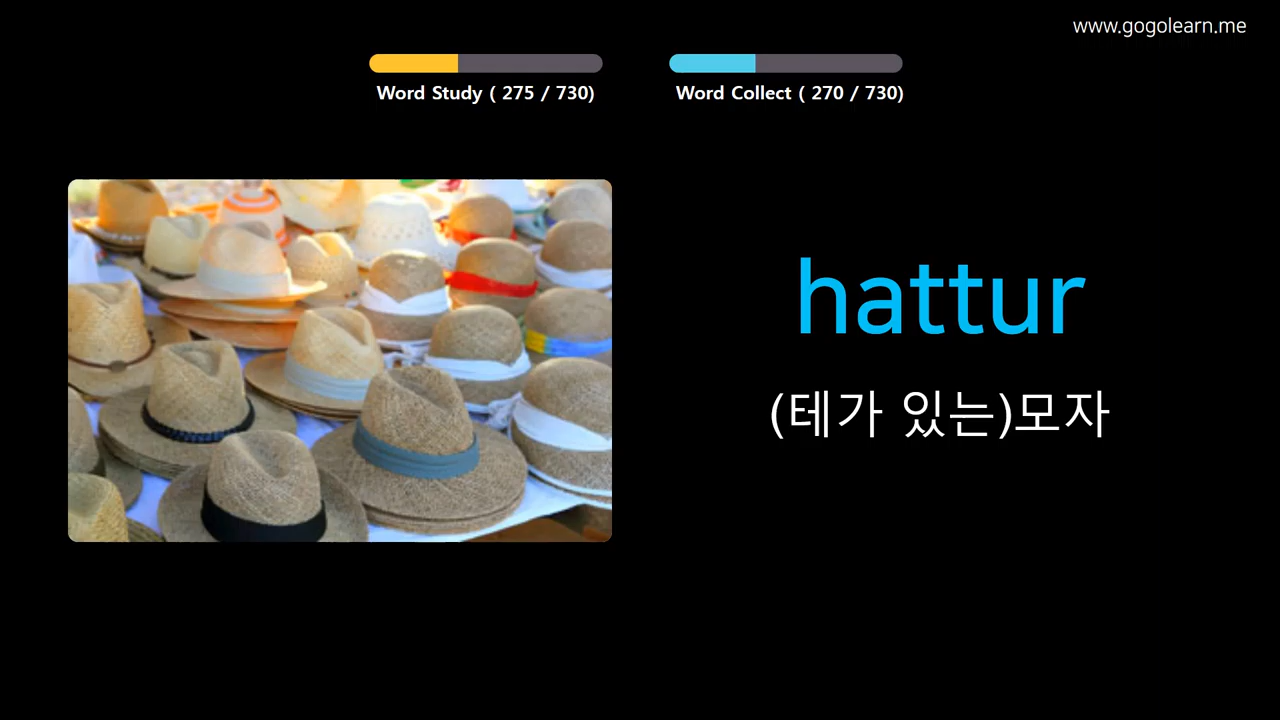 www.gogolearn.me
Word Study ( 275 / 730)
Word Collect ( 270 / 730)
hattur
(테가 있는)모자